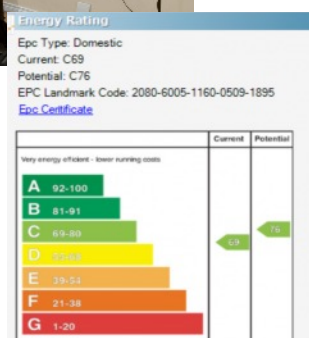 Energy Rating
Epc Type: Domestic
Current: C69
Potential: C76
EPC Landmark Code: 2080-6005-1160-0509-1895
Epc Certificate
Current Potential
Very energy efficient - lower running costs
A 92-100
B 81-91
C 69-80
D
E 39-54
F 21-38
G 1-20
69
76